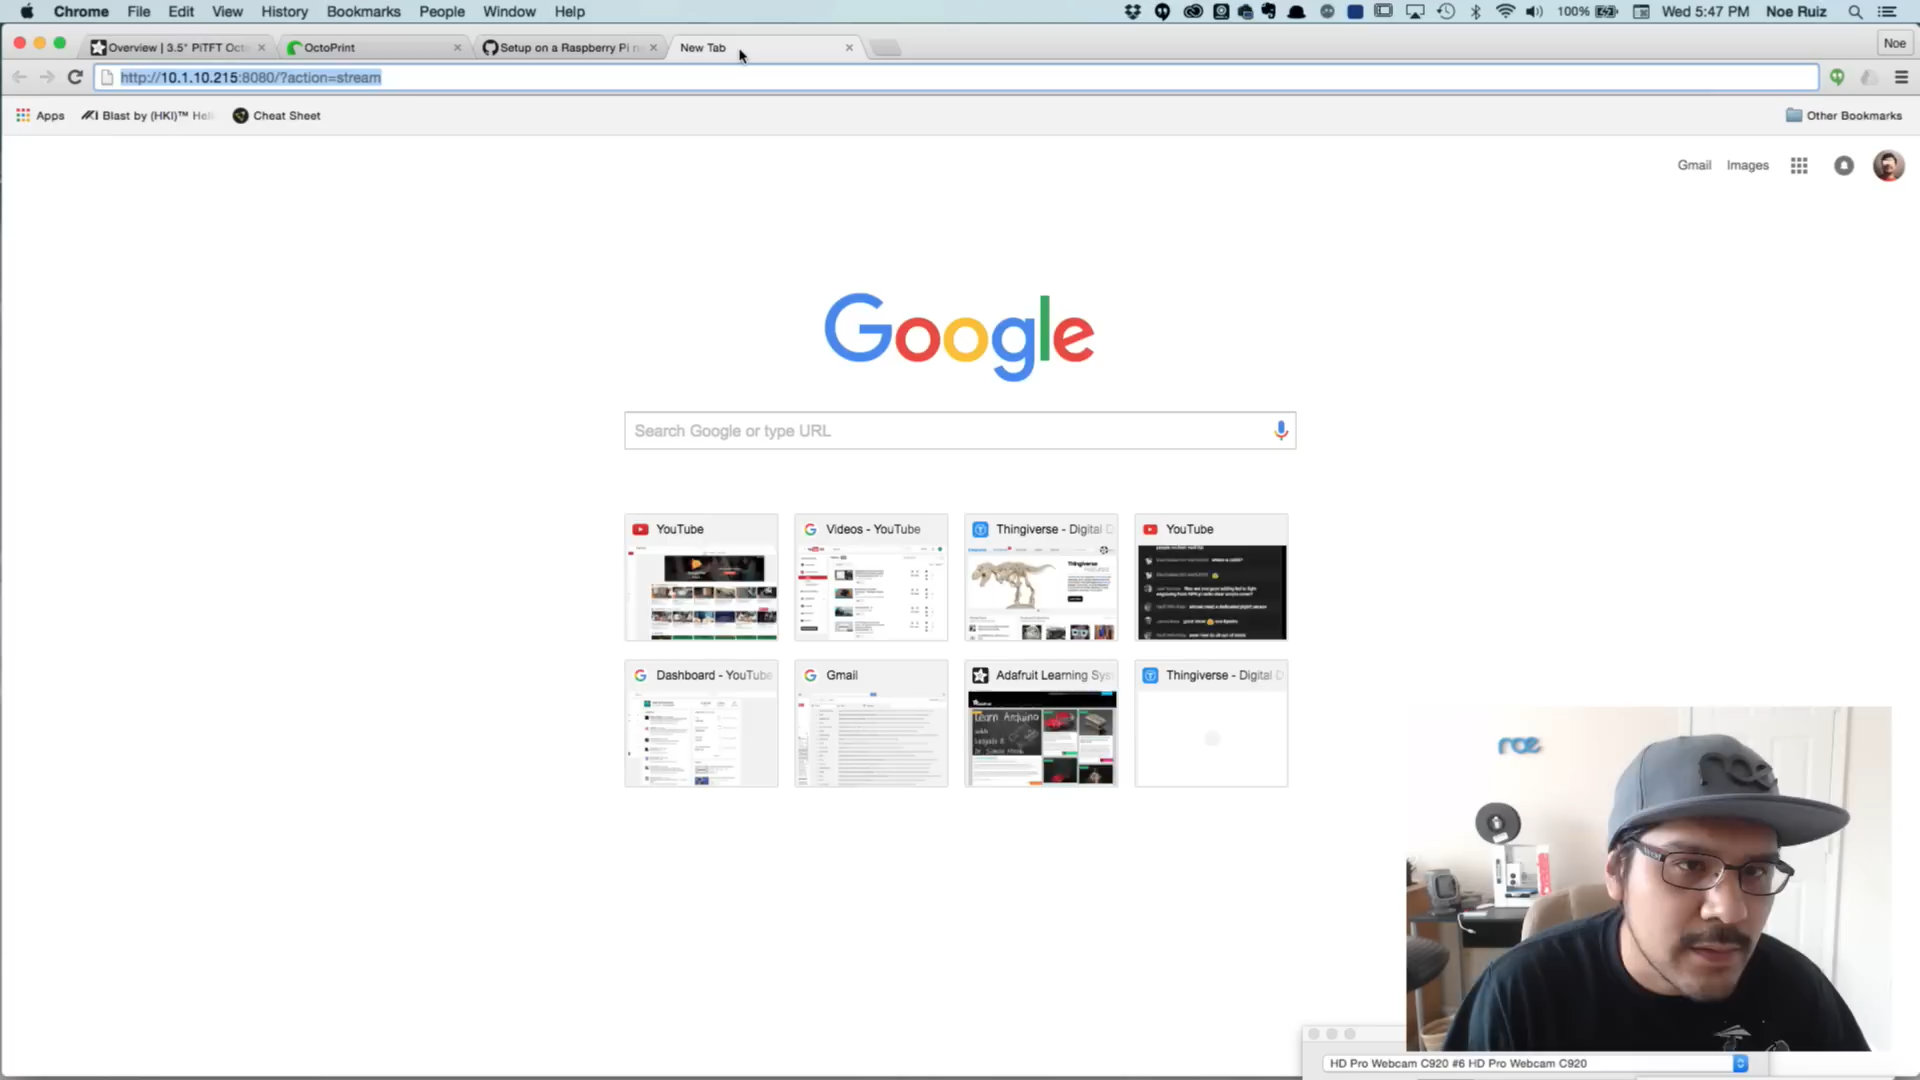 Chrome File Edit View History Bookmarks People Window Help
100% Wed 5:47 PM Noe Ruiz
Overview | 3.5" PiTFT Octo
OctoPrint
Setup on a Raspberry Pi
New Tab
Noe
http://10.1.10.215:8080/?action=stream
Apps
Blast by (HKI)™ Hel
Cheat Sheet
Other Bookmarks
Gmail Images
Google
Search Google or type URL
YouTube
Videos - YouTube
Thingiverse - Digital D
YouTube
Dashboard - YouTube
Gmail
Adafruit Learning Sys
Thingiverse - Digital D
noe
HD Pro Webcam C920 #6 HD Pro Webcam C920